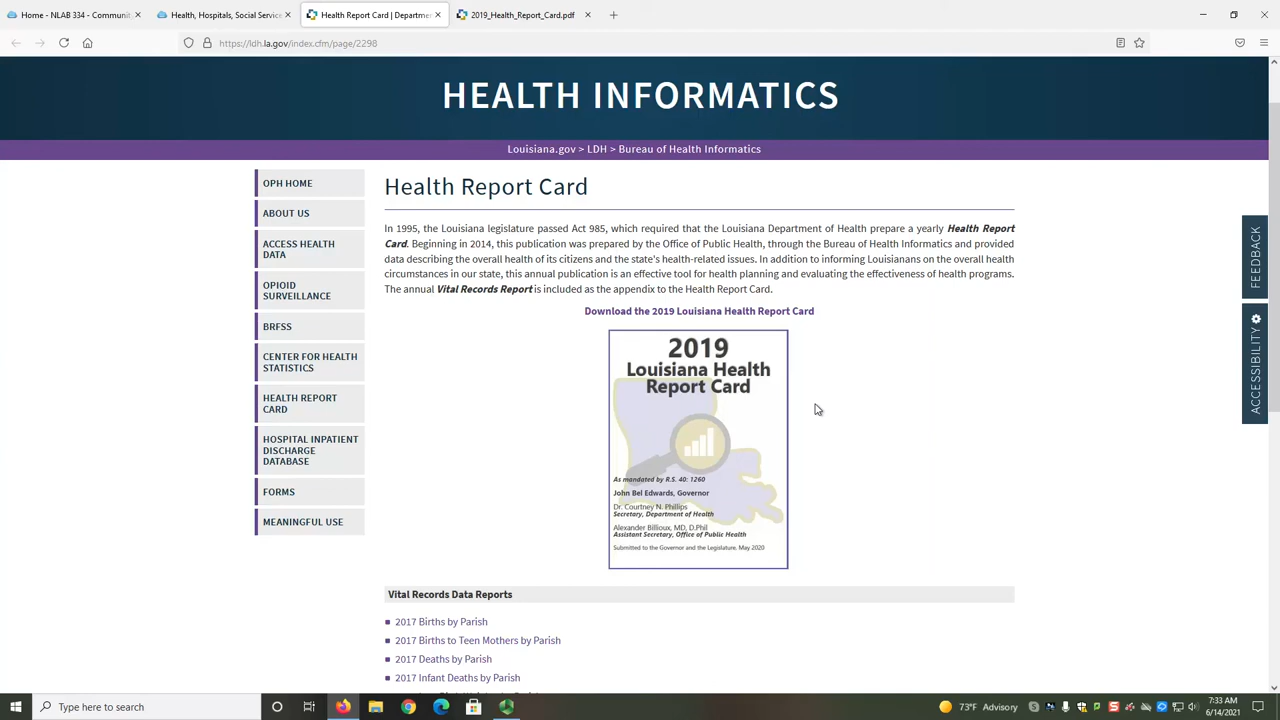 Home - NLAB 334 - Communit
Health, Hospitals, Social Service
Health Report Card | Departmen
2019_Health_Report_Card.pdf
https://ldh.la.gov/index.cfm/page/2298
HEALTH INFORMATICS
Louisiana.gov > LDH > Bureau of Health Informatics
OPH HOME
ABOUT US
ACCESS HEALTH
DATA
OPIOID
SURVEILLANCE
BRFSS
CENTER FOR HEALTH
STATISTICS
HEALTH REPORT
CARD
HOSPITAL INPATIENT
DISCHARGE
DATABASE
FORMS
MEANINGFUL USE
Health Report Card
In 1995, the Louisiana legislature passed Act 985, which required that the Louisiana Department of Health prepare a yearly Health Report
Card. Beginning in 2014, this publication was prepared by the Office of Public Health, through the Bureau of Health Informatics and provided
data describing the overall health of its citizens and the state's health-related issues. In addition to informing Louisianans on the overall health
circumstances in our state, this annual publication is an effective tool for health planning and evaluating the effectiveness of health programs.
The annual Vital Records Report is included as the appendix to the Health Report Card.
Download the 2019 Louisiana Health Report Card
2019
Louisiana Health
Report Card
As mandated by R.S. 40: 1260
John Bel Edwards, Governor
Dr. Courtney N. Phillips
Secretary, Department of Health
Alexander Billioux, MD, D.Phil
Assistant Secretary, Office of Public Health
Submitted to the Governor and the Legislature, May 2020
Vital Records Data Reports
2017 Births by Parish
2017 Births to Teen Mothers by Parish
2017 Deaths by Parish
2017 Infant Deaths by Parish
FEEDBACK
ACCESSIBILITY
Type here to search
73°F Advisory
7:33 AM
6/14/2021